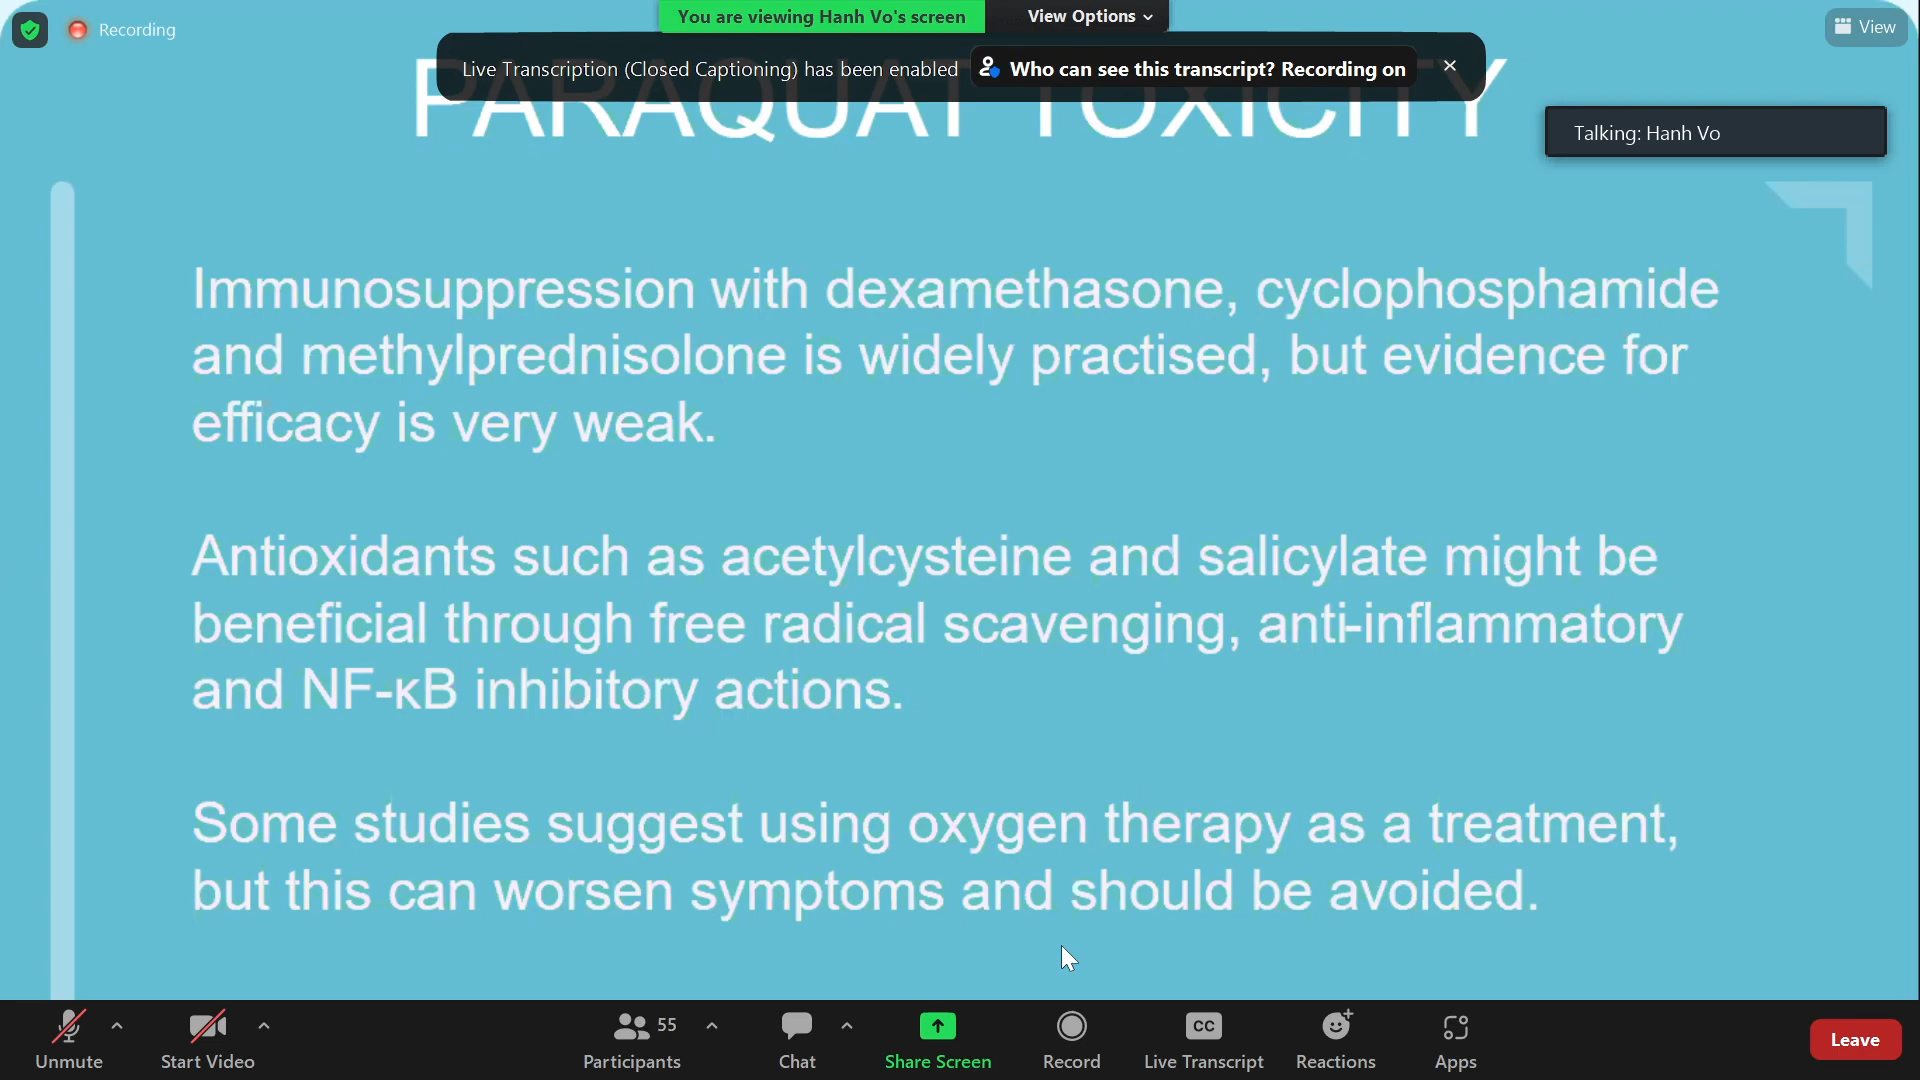 Recording
You are viewing Hanh Vo's screen
View Options
View
Live Transcription (Closed Captioning) has been enabled
Who can see this transcript? Recording on
PARAQUAT TOXICITY
Talking: Hanh Vo
Immunosuppression with dexamethasone, cyclophosphamide
and methylprednisolone is widely practised, but evidence for
efficacy is very weak.
Antioxidants such as acetylcysteine and salicylate might be
beneficial through free radical scavenging, anti-inflammatory
and NF-κB inhibitory actions.
Some studies suggest using oxygen therapy as a treatment,
but this can worsen symptoms and should be avoided.
Unmute
Start Video
55
Participants
Chat
Share Screen
Record
CC
Live Transcript
Reactions
Apps
Leave